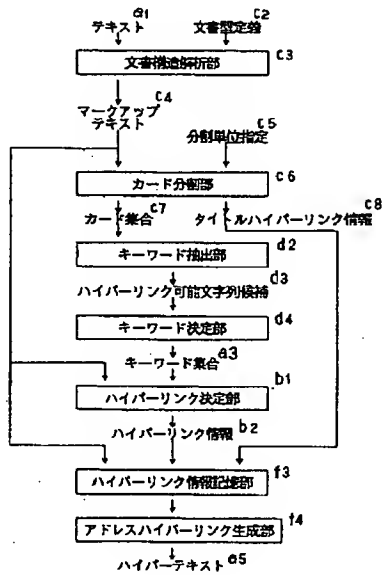 テキスト a1
文書型定義 c2
文書構造解析部 c3
マークアップ
テキスト c4
分割単位指定 c5
カード分割部 c6
カード集合 c7
タイトルハイパーリンク情報 c8
キーワード抽出部 d2
ハイパーリンク可能文字列候補 d3
キーワード決定部 d4
キーワード集合 a3
ハイパーリンク決定部 b1
ハイパーリンク情報 b2
ハイパーリンク情報記憶部 f3
アドレスハイパーリンク生成部 f4
ハイパーテキスト a5